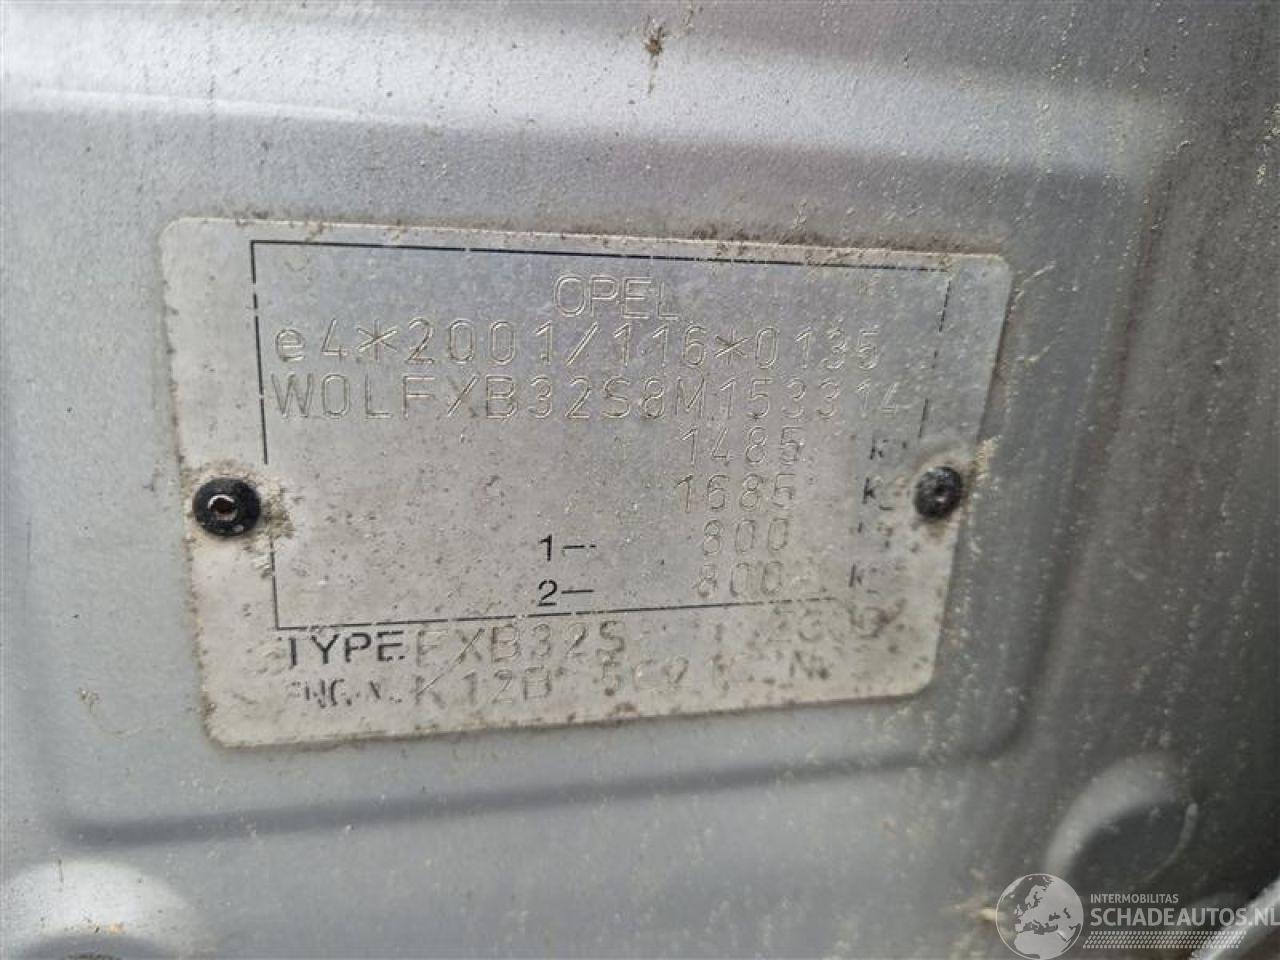 OPEL
e4*2001/116*0135
W0LFXB32S8M153314
1485
1685
1– 800
2– 800
TYPE FXB32S
K12B
INTERMOBILITAS
SCHADEAUTOS.NL